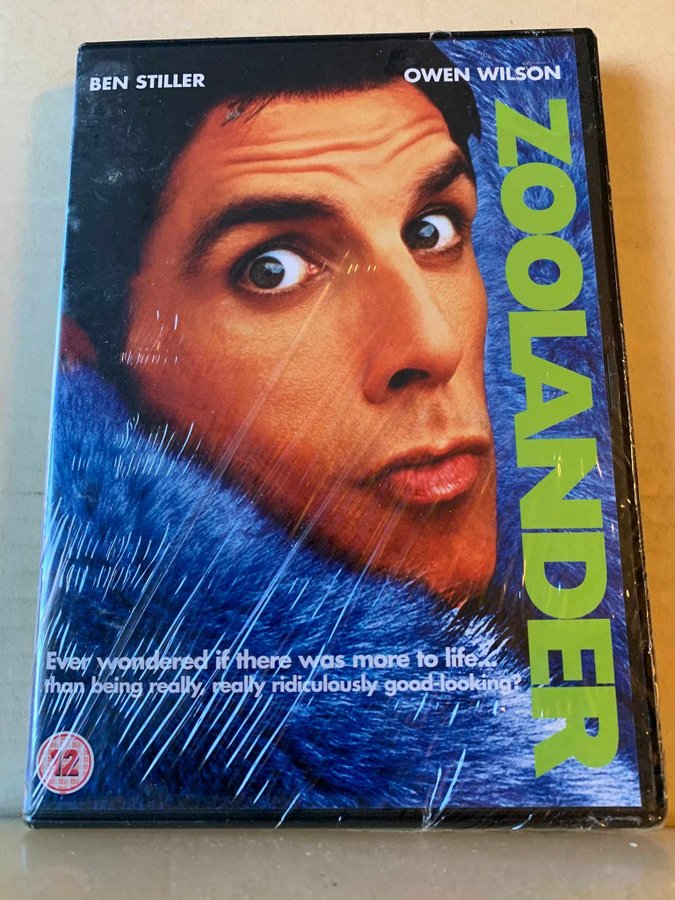 BEN STILLER
OWEN WILSON
ZOOLANDER
Ever wondered if there was more to life...
than being really, really ridiculously good-looking?
12